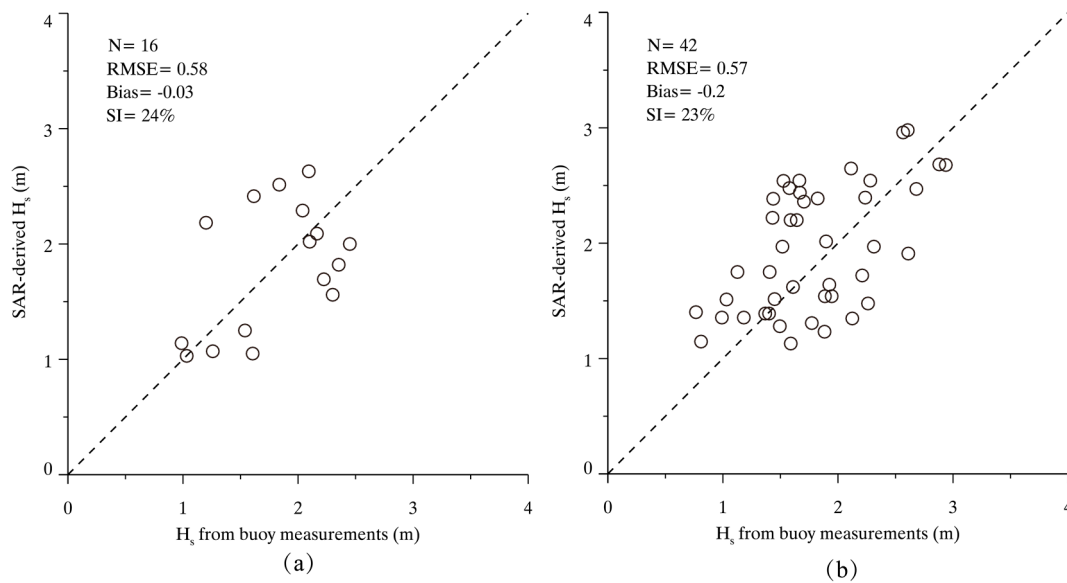 4
3
2
1
0
SAR-derived Hs (m)
N= 16
RMSE= 0.58
Bias= -0.03
SI= 24%
0 1 2 3 4
Hs from buoy measurements (m)
(a)
4
3
2
1
0
SAR-derived Hs (m)
N= 42
RMSE= 0.57
Bias= -0.2
SI= 23%
0 1 2 3 4
Hs from buoy measurements (m)
(b)